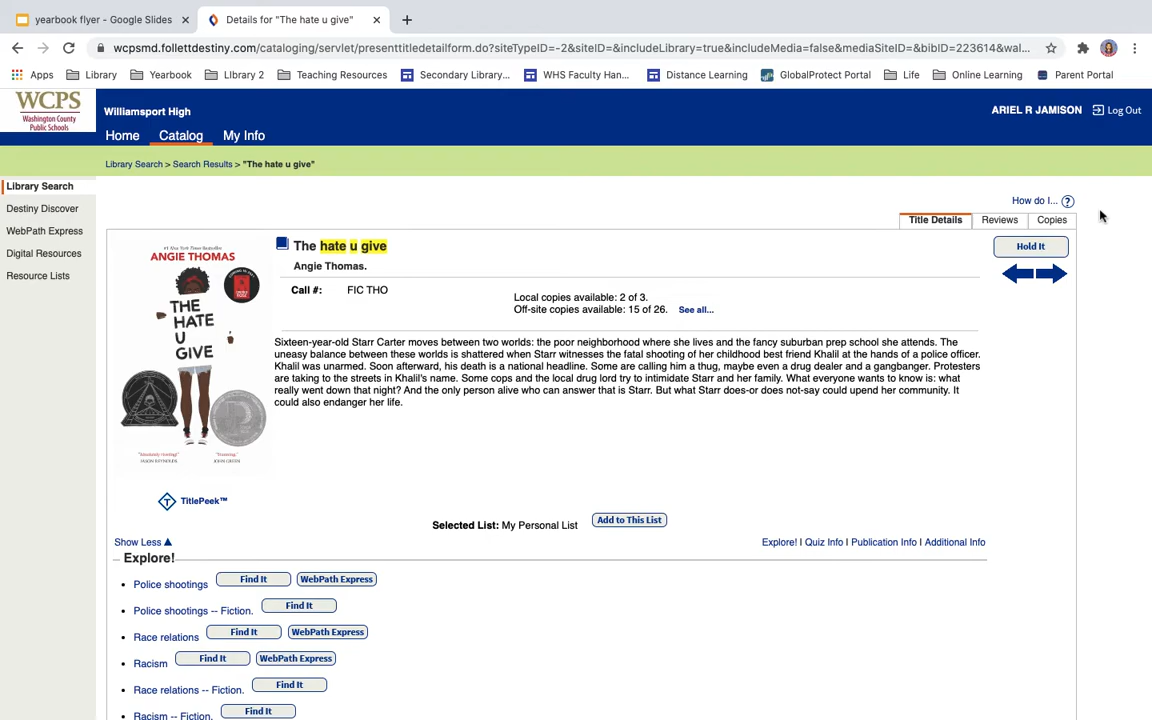 yearbook flyer - Google Slides
Details for "The hate u give"
wcpsmd.follettdestiny.com/cataloging/servlet/presenttitledetailform.do?siteTypeID=-2&siteID=&includeLibrary=true&includeMedia=false&mediaSiteID=&bibID=223614&wal...
Apps Library Yearbook LIbrary 2 Teaching Resources Secondary Library... WHS Faculty Han... Distance Learning GlobalProtect Portal Life Online Learning Parent Portal
WCPS
Washington County
Public Schools
Williamsport High
ARIEL R JAMISON Log Out
Home Catalog My Info
Library Search > Search Results > "The hate u give"
Library Search
Destiny Discover
WebPath Express
Digital Resources
Resource Lists
How do I... ?
Title Details Reviews Copies
Hold It
#1 New York Times Bestseller
ANGIE THOMAS
THE
HATE
U
GIVE
"Absolutely riveting!"
JASON REYNOLDS
"Stunning."
JOHN GREEN
The hate u give
Angie Thomas.
Call #: FIC THO
Local copies available: 2 of 3.
Off-site copies available: 15 of 26. See all...
Sixteen-year-old Starr Carter moves between two worlds: the poor neighborhood where she lives and the fancy suburban prep school she attends. The
uneasy balance between these worlds is shattered when Starr witnesses the fatal shooting of her childhood best friend Khalil at the hands of a police officer.
Khalil was unarmed. Soon afterward, his death is a national headline. Some are calling him a thug, maybe even a drug dealer and a gangbanger. Protesters
are taking to the streets in Khalil's name. Some cops and the local drug lord try to intimidate Starr and her family. What everyone wants to know is: what
really went down that night? And the only person alive who can answer that is Starr. But what Starr does-or does not-say could upend her community. It
could also endanger her life.
T TitlePeek™
Selected List: My Personal List Add to This List
Show Less
Explore! I Quiz Info I Publication Info I Additional Info
Explore!
Police shootings Find It WebPath Express
Police shootings -- Fiction. Find It
Race relations Find It WebPath Express
Racism Find It WebPath Express
Race relations -- Fiction. Find It
Racism -- Fiction. Find It